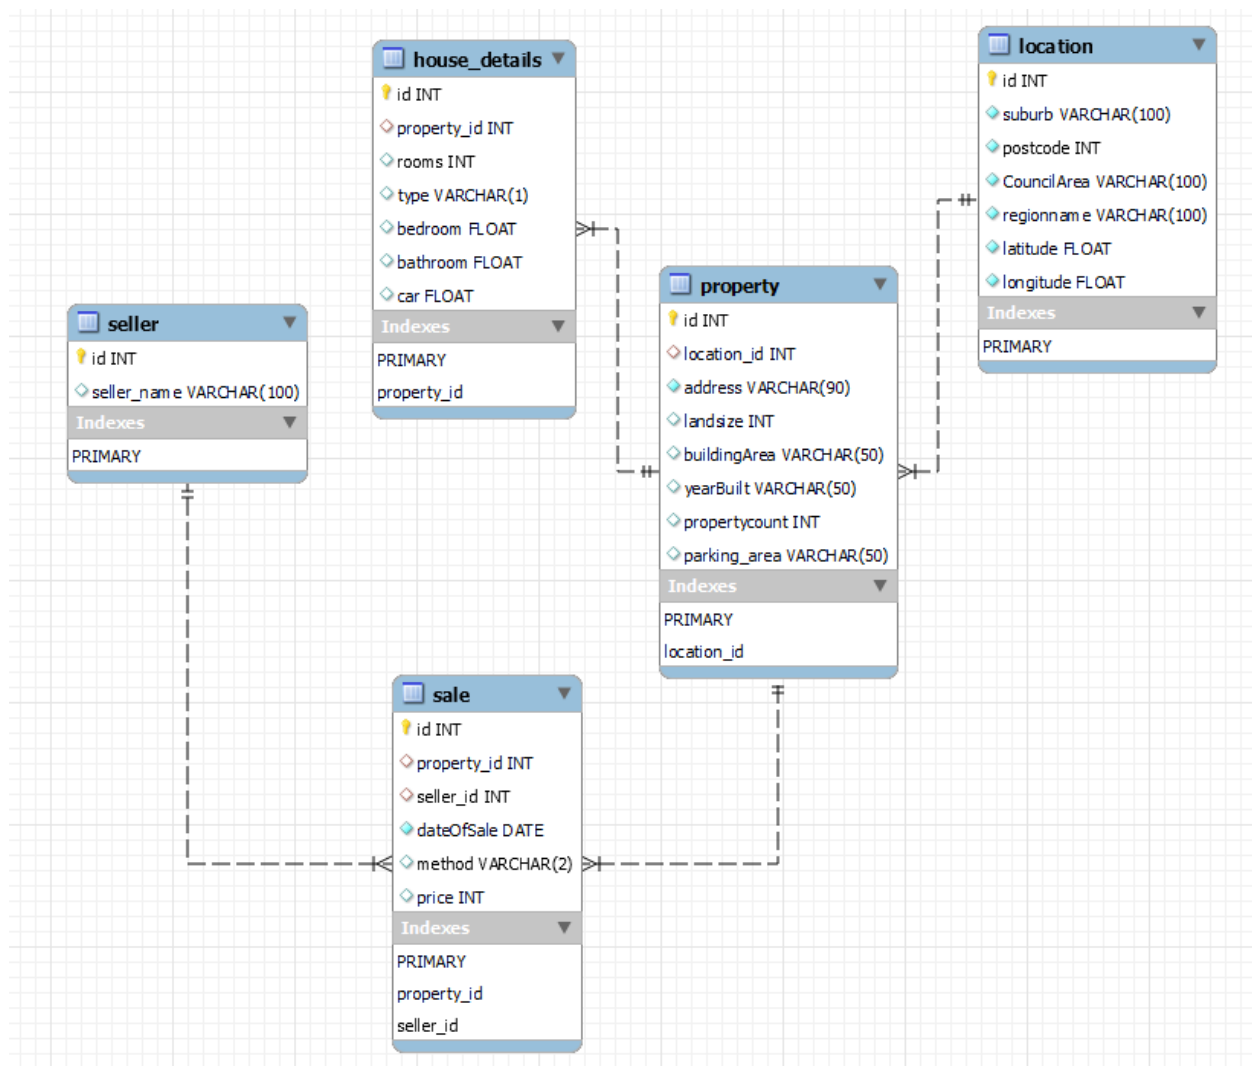 house_details
id INT
property_id INT
rooms INT
type VARCHAR(1)
bedroom FLOAT
bathroom FLOAT
car FLOAT
Indexes
PRIMARY
property_id
location
id INT
suburb VARCHAR(100)
postcode INT
CouncilArea VARCHAR(100)
regionname VARCHAR(100)
latitude FLOAT
longitude FLOAT
Indexes
PRIMARY
seller
id INT
seller_name VARCHAR(100)
Indexes
PRIMARY
property
id INT
location_id INT
address VARCHAR(90)
landsize INT
buildingArea VARCHAR(50)
yearBuilt VARCHAR(50)
propertycount INT
parking_area VARCHAR(50)
Indexes
PRIMARY
location_id
sale
id INT
property_id INT
seller_id INT
dateOfSale DATE
method VARCHAR(2)
price INT
Indexes
PRIMARY
property_id
seller_id